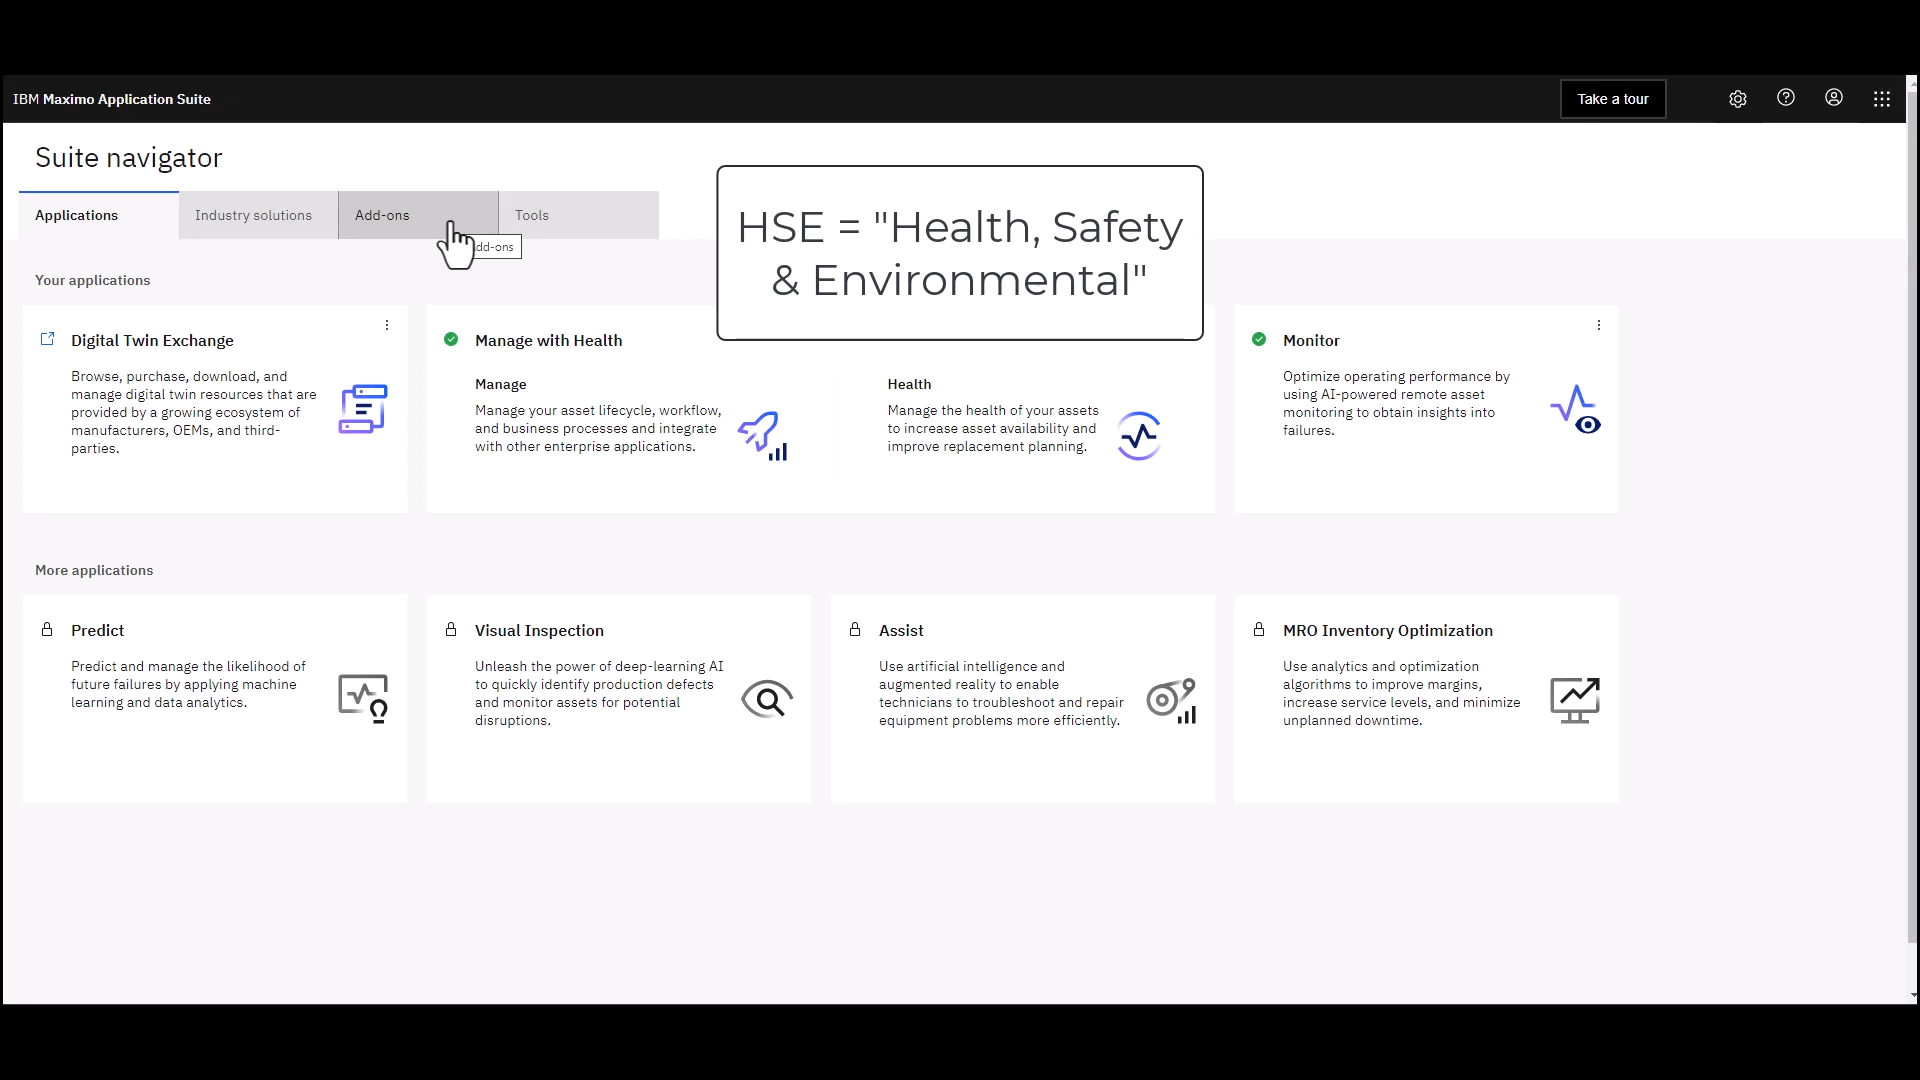 IBM Maximo Application Suite
Take a tour
Suite navigator
Applications
Industry solutions
Add-ons
Tools
dd-ons
HSE = "Health, Safety
& Environmental"
Your applications
Digital Twin Exchange
Browse, purchase, download, and
manage digital twin resources that are
provided by a growing ecosystem of
manufacturers, OEMs, and third-
parties.
Manage with Health
Manage
Manage your asset lifecycle, workflow,
and business processes and integrate
with other enterprise applications.
Health
Manage the health of your assets
to increase asset availability and
improve replacement planning.
Monitor
Optimize operating performance by
using AI-powered remote asset
monitoring to obtain insights into
failures.
More applications
Predict
Predict and manage the likelihood of
future failures by applying machine
learning and data analytics.
Visual Inspection
Unleash the power of deep-learning AI
to quickly identify production defects
and monitor assets for potential
disruptions.
Assist
Use artificial intelligence and
augmented reality to enable
technicians to troubleshoot and repair
equipment problems more efficiently.
MRO Inventory Optimization
Use analytics and optimization
algorithms to improve margins,
increase service levels, and minimize
unplanned downtime.